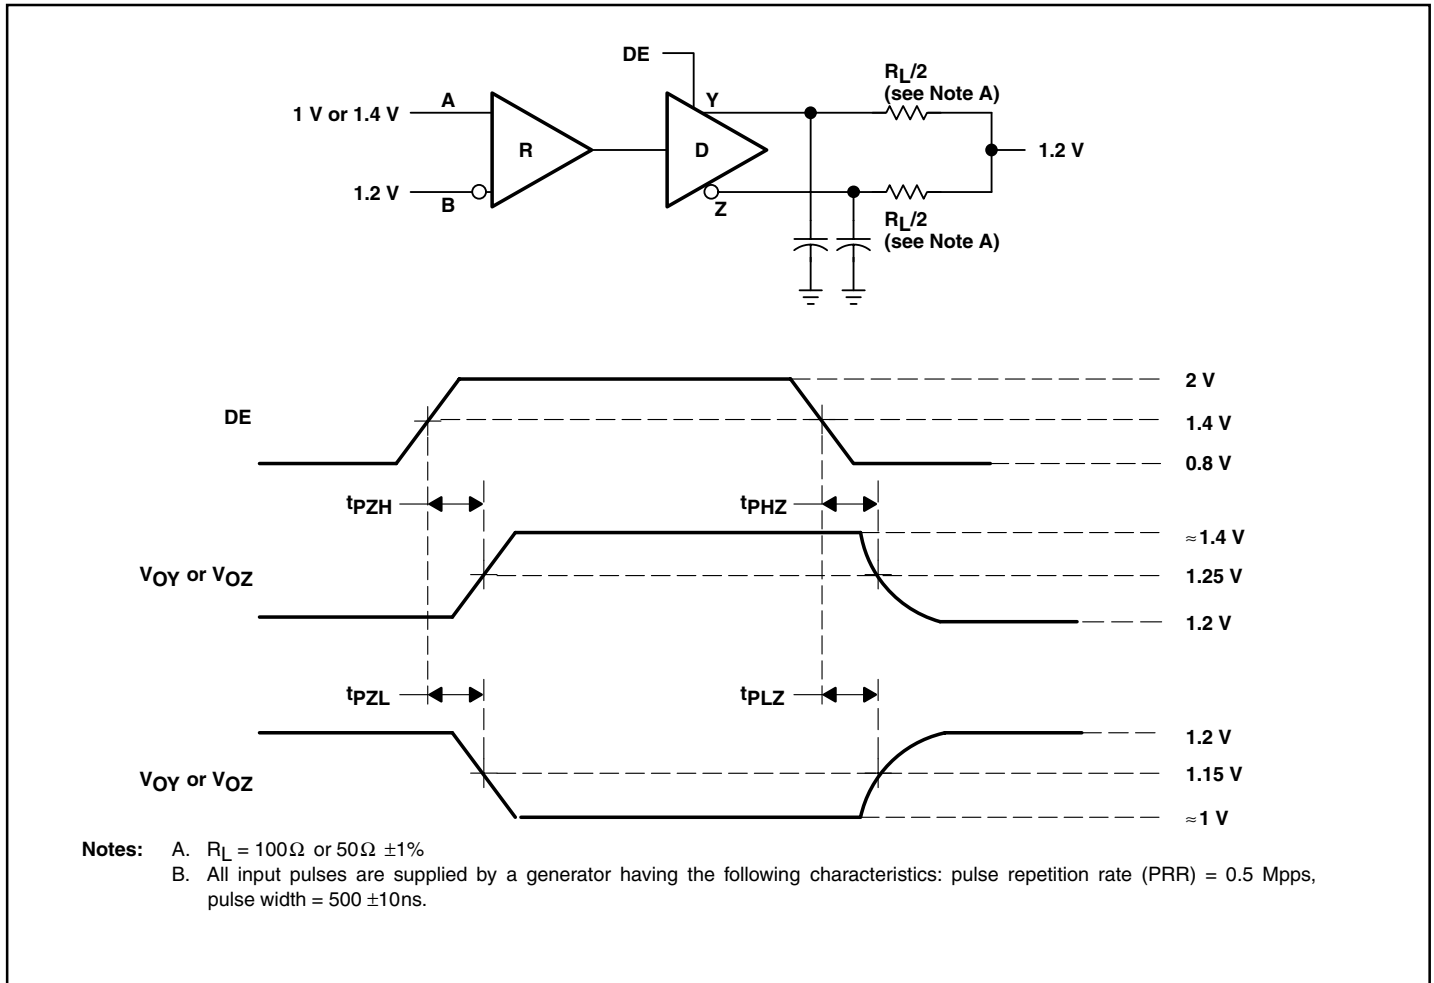 DE
R_L/2
(see Note A)
1 V or 1.4 V
A
Y
R
D
1.2 V
1.2 V
B
Z
R_L/2
(see Note A)
2 V
DE
1.4 V
0.8 V
t_PZH
t_PHZ
≈1.4 V
V_OY or V_OZ
1.25 V
1.2 V
t_PZL
t_PLZ
1.2 V
V_OY or V_OZ
1.15 V
≈1 V
Notes: A. R_L = 100Ω or 50Ω ±1%
B. All input pulses are supplied by a generator having the following characteristics: pulse repetition rate (PRR) = 0.5 Mpps,
pulse width = 500 ±10ns.